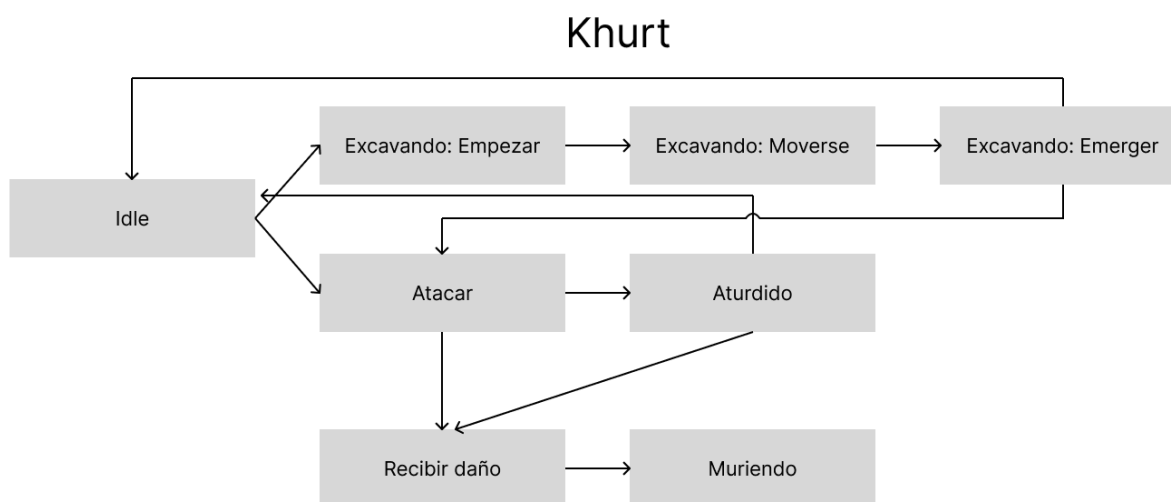 Khurt
Excavando: Empezar
Excavando: Moverse
Excavando: Emerger
Idle
Atacar
Aturdido
Recibir daño
Muriendo